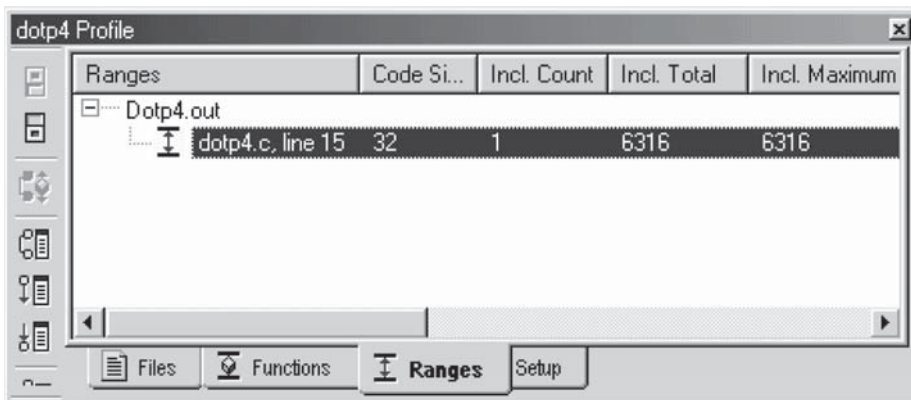 dotp4 Profile
Ranges Code Si... Incl. Count Incl. Total Incl. Maximum
Dotp4.out
dotp4.c, line 15 32 1 6316 6316
Files Functions Ranges Setup